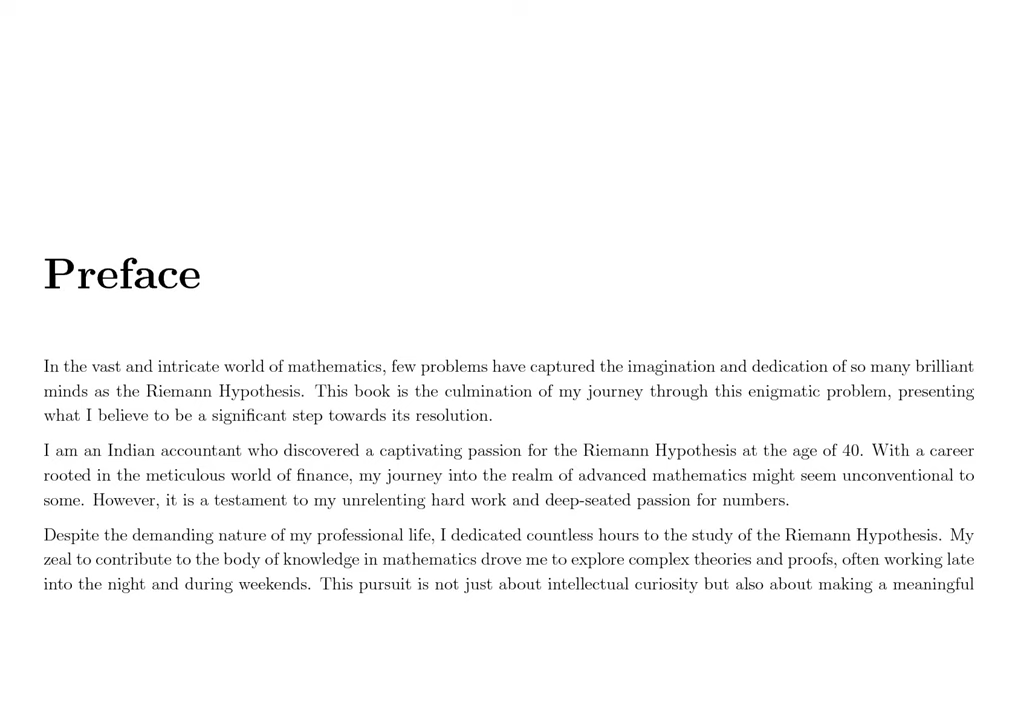 Preface
In the vast and intricate world of mathematics, few problems have captured the imagination and dedication of so many brilliant
minds as the Riemann Hypothesis. This book is the culmination of my journey through this enigmatic problem, presenting
what I believe to be a significant step towards its resolution.
I am an Indian accountant who discovered a captivating passion for the Riemann Hypothesis at the age of 40. With a career
rooted in the meticulous world of finance, my journey into the realm of advanced mathematics might seem unconventional to
some. However, it is a testament to my unrelenting hard work and deep-seated passion for numbers.
Despite the demanding nature of my professional life, I dedicated countless hours to the study of the Riemann Hypothesis. My
zeal to contribute to the body of knowledge in mathematics drove me to explore complex theories and proofs, often working late
into the night and during weekends. This pursuit is not just about intellectual curiosity but also about making a meaningful